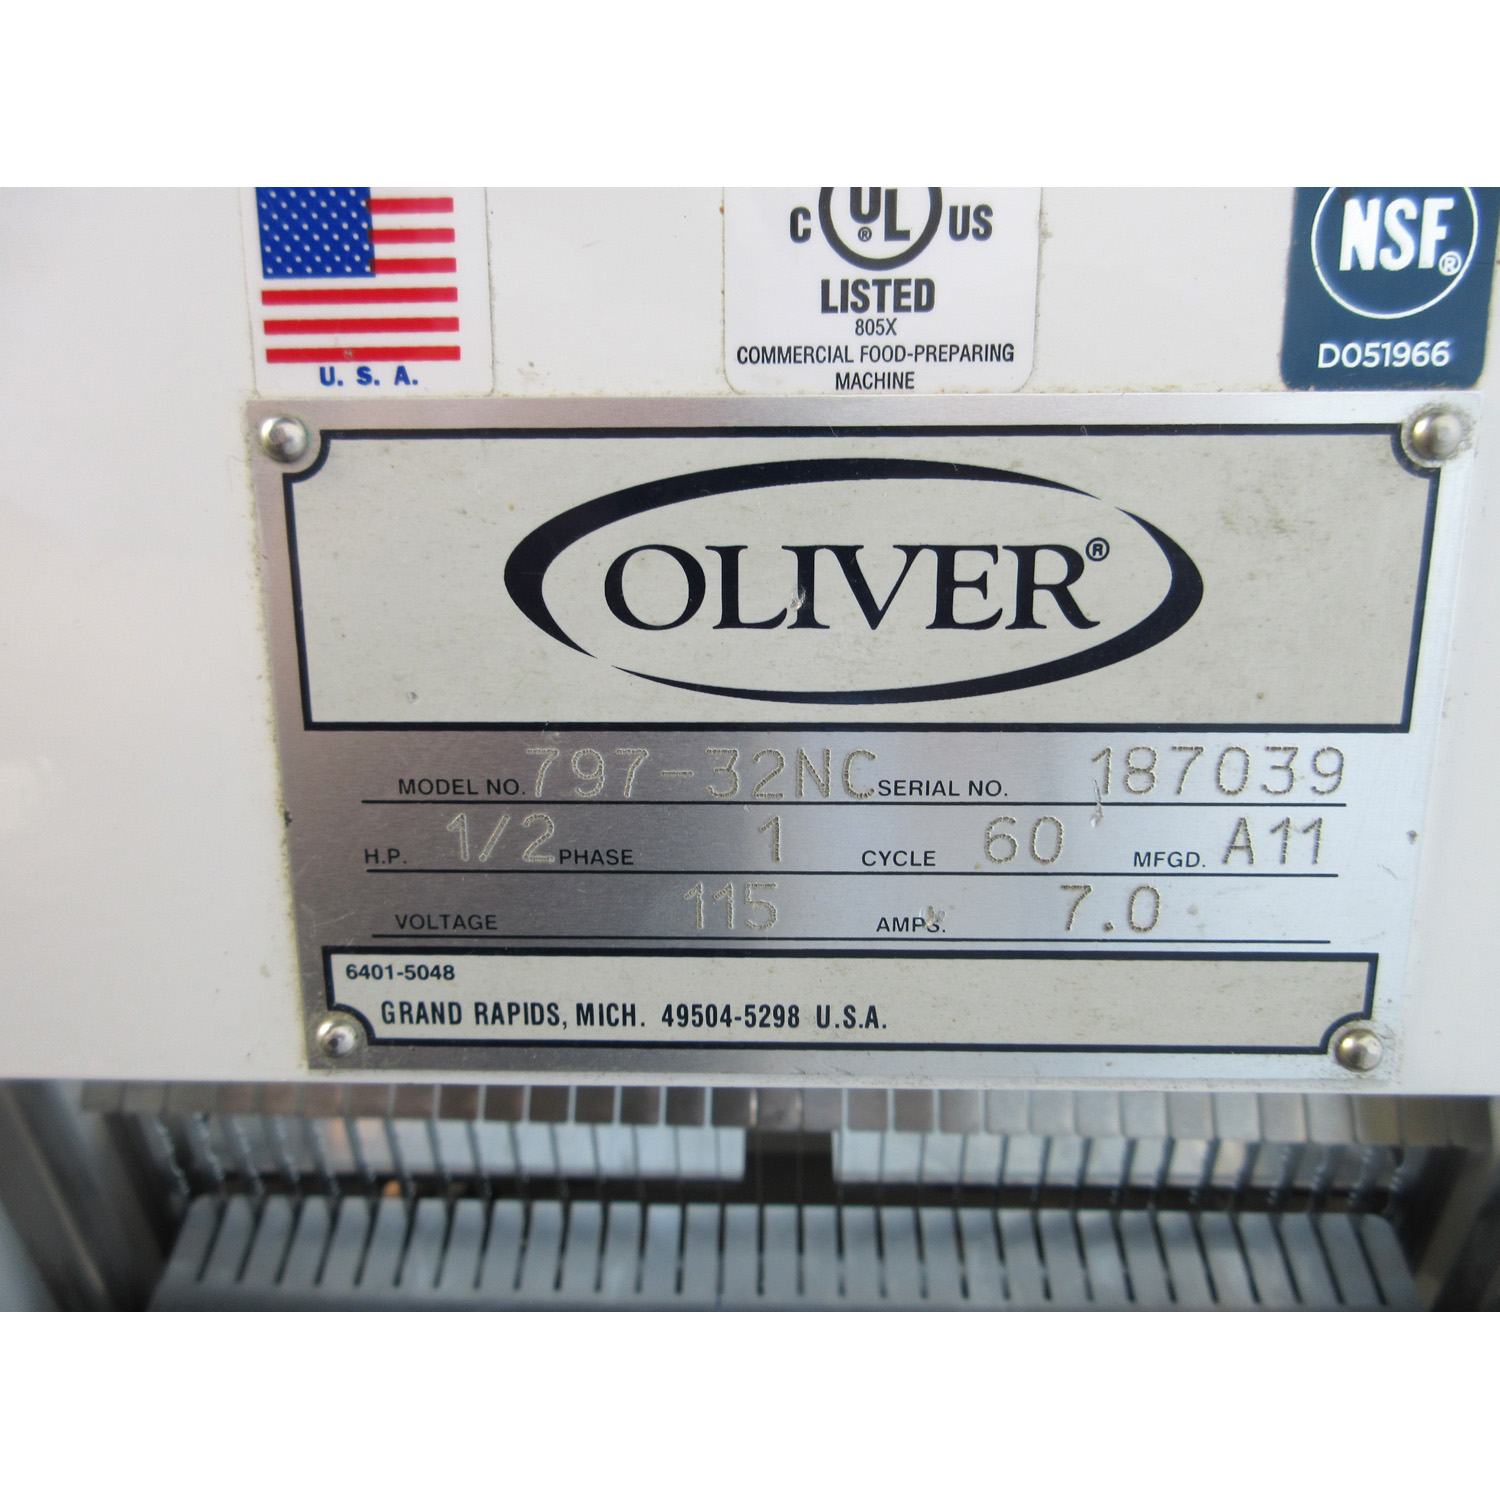 U. S. A.
C UL® US
LISTED
805X
COMMERCIAL FOOD-PREPARING
MACHINE
NSF®
D051966
OLIVER®
MODEL NO. 797-32NC SERIAL NO. 187039
H.P. 1/2 PHASE 1 CYCLE 60 MFGD. A11
VOLTAGE 115 AMPS. 7.0
6401-5048
GRAND RAPIDS, MICH. 49504-5298 U.S.A.